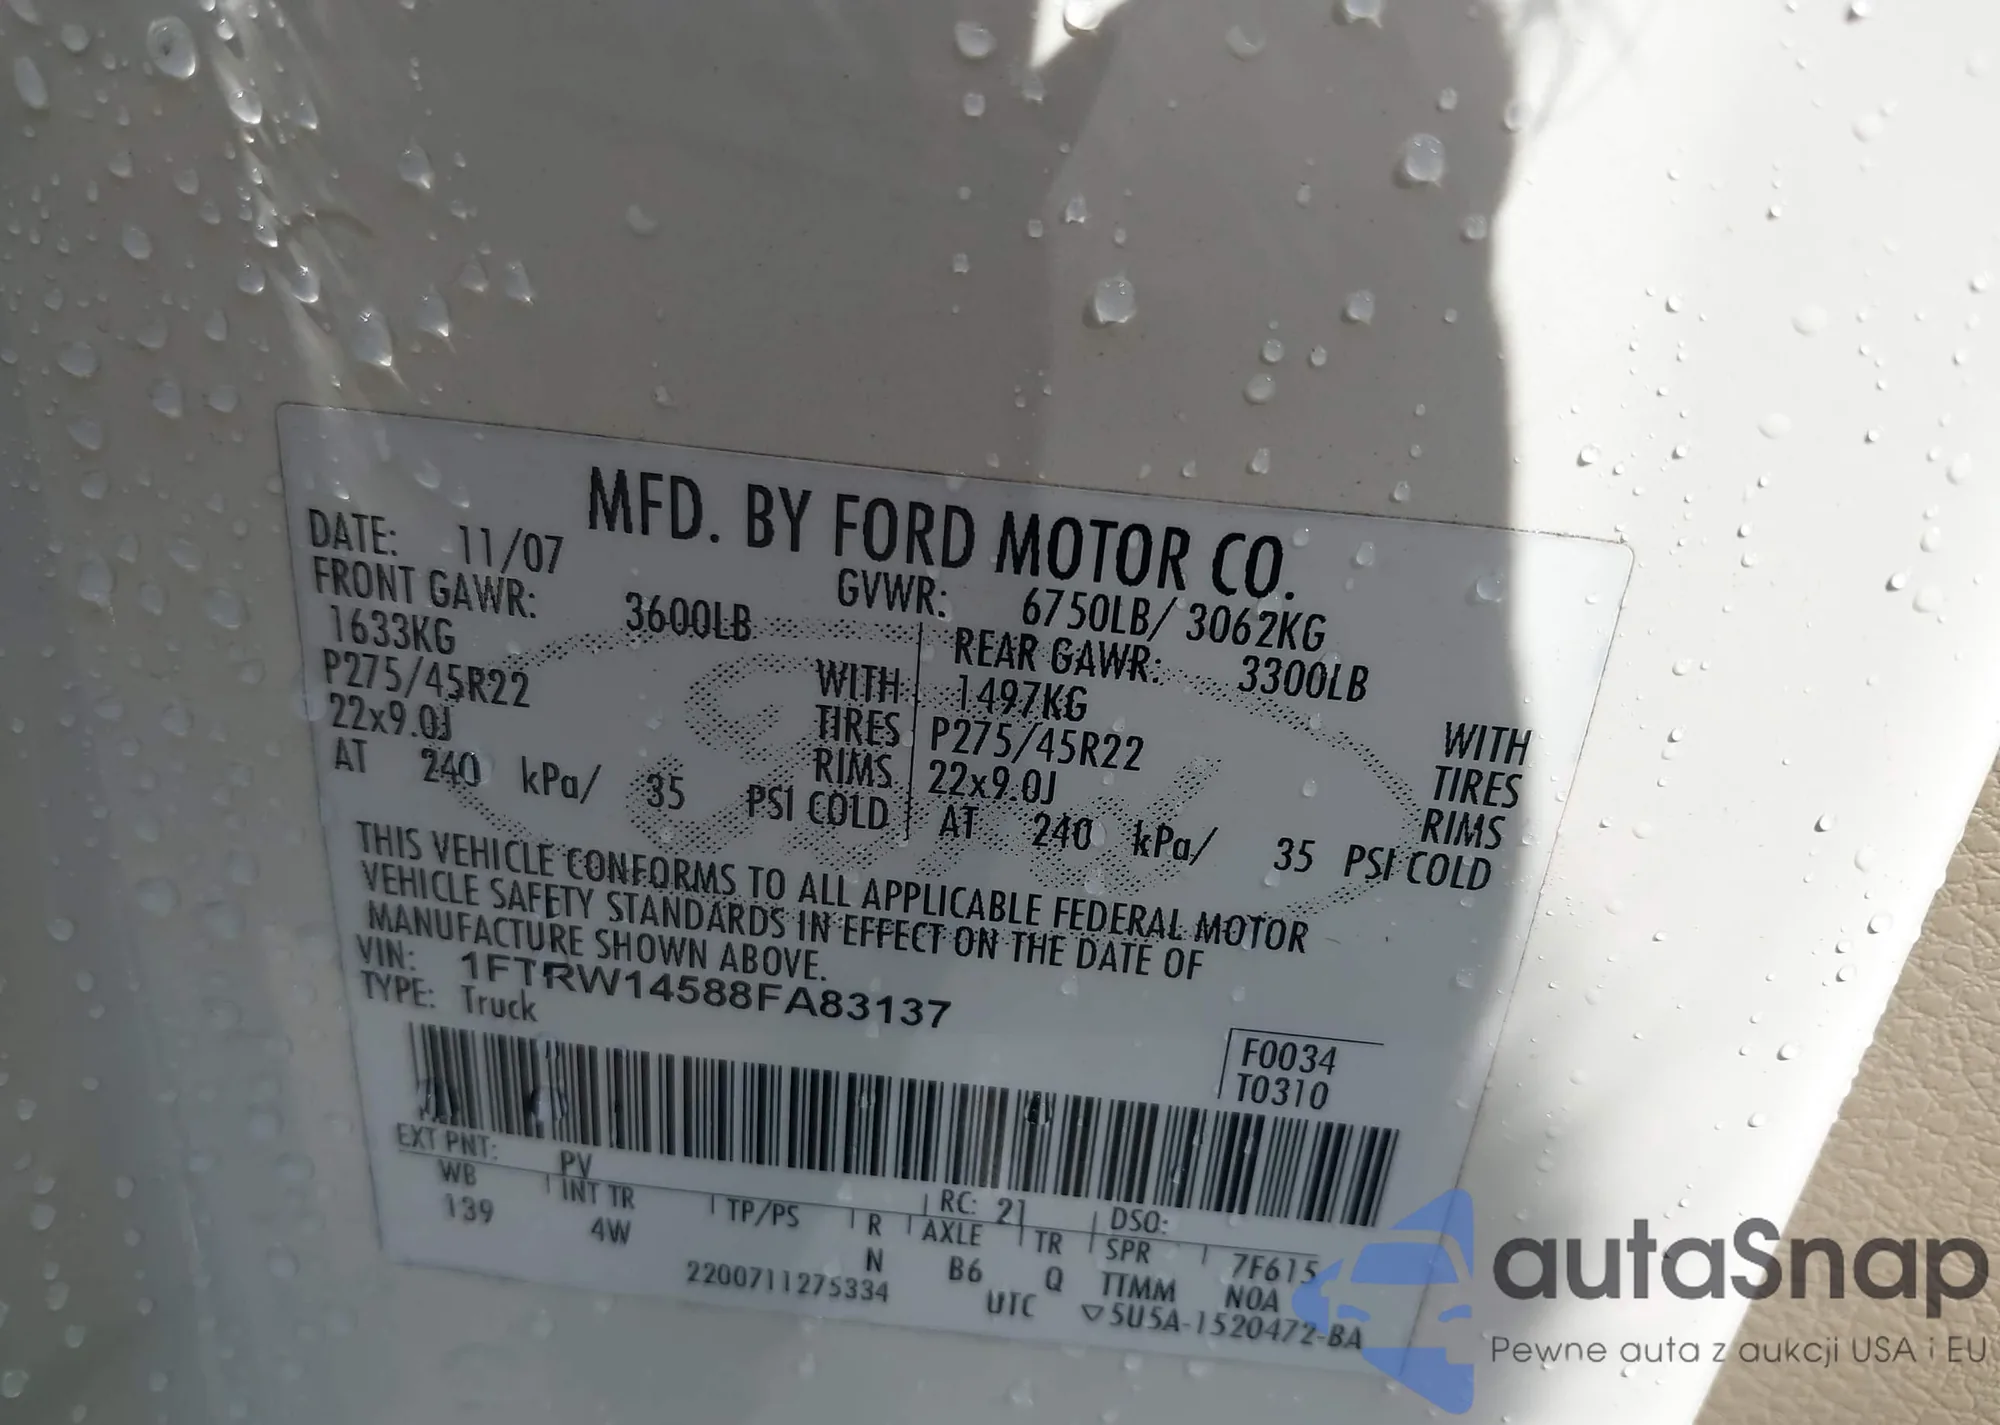 MFD. BY FORD MOTOR CO.
DATE: 11/07 GVWR: 6750LB/ 3062KG
FRONT GAWR: 3600LB REAR GAWR: 3300LB
1633KG WITH 1497KG WITH
P275/45R22 TIRES P275/45R22 TIRES
22x9.0J RIMS 22x9.0J RIMS
AT 240 kPa/ 35 PSI COLD AT 240 kPa/ 35 PSI COLD
THIS VEHICLE CONFORMS TO ALL APPLICABLE FEDERAL MOTOR
VEHICLE SAFETY STANDARDS IN EFFECT ON THE DATE OF
MANUFACTURE SHOWN ABOVE.
VIN: 1FTRW14588FA83137
TYPE: Truck
F0034
T0310
EXT PNT: PV RC: 21 DSO:
WB INT TR TP/PS R AXLE TR SPR 7F615
139 4W N B6 Q TTMM NOA
2200711275334 UTC ▽5U5A-1520472-BA
Ford
autaSnap
Pewne auta z aukcji USA i EU